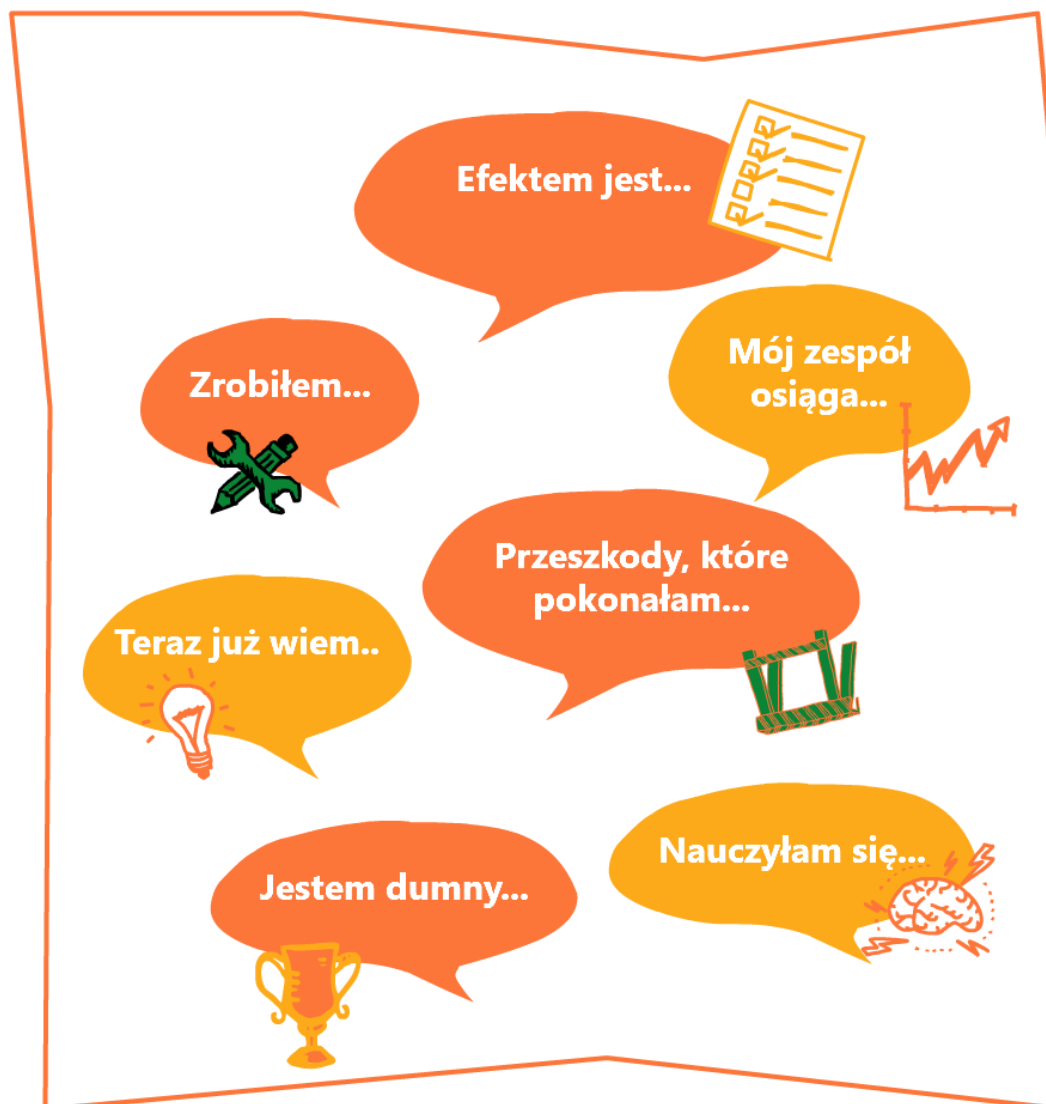 Efektem jest...
Mój zespół
osiąga...
Zrobiłem...
Przeszkody, które
pokonałam...
Teraz już wiem..
Nauczyłam się...
Jestem dumny...